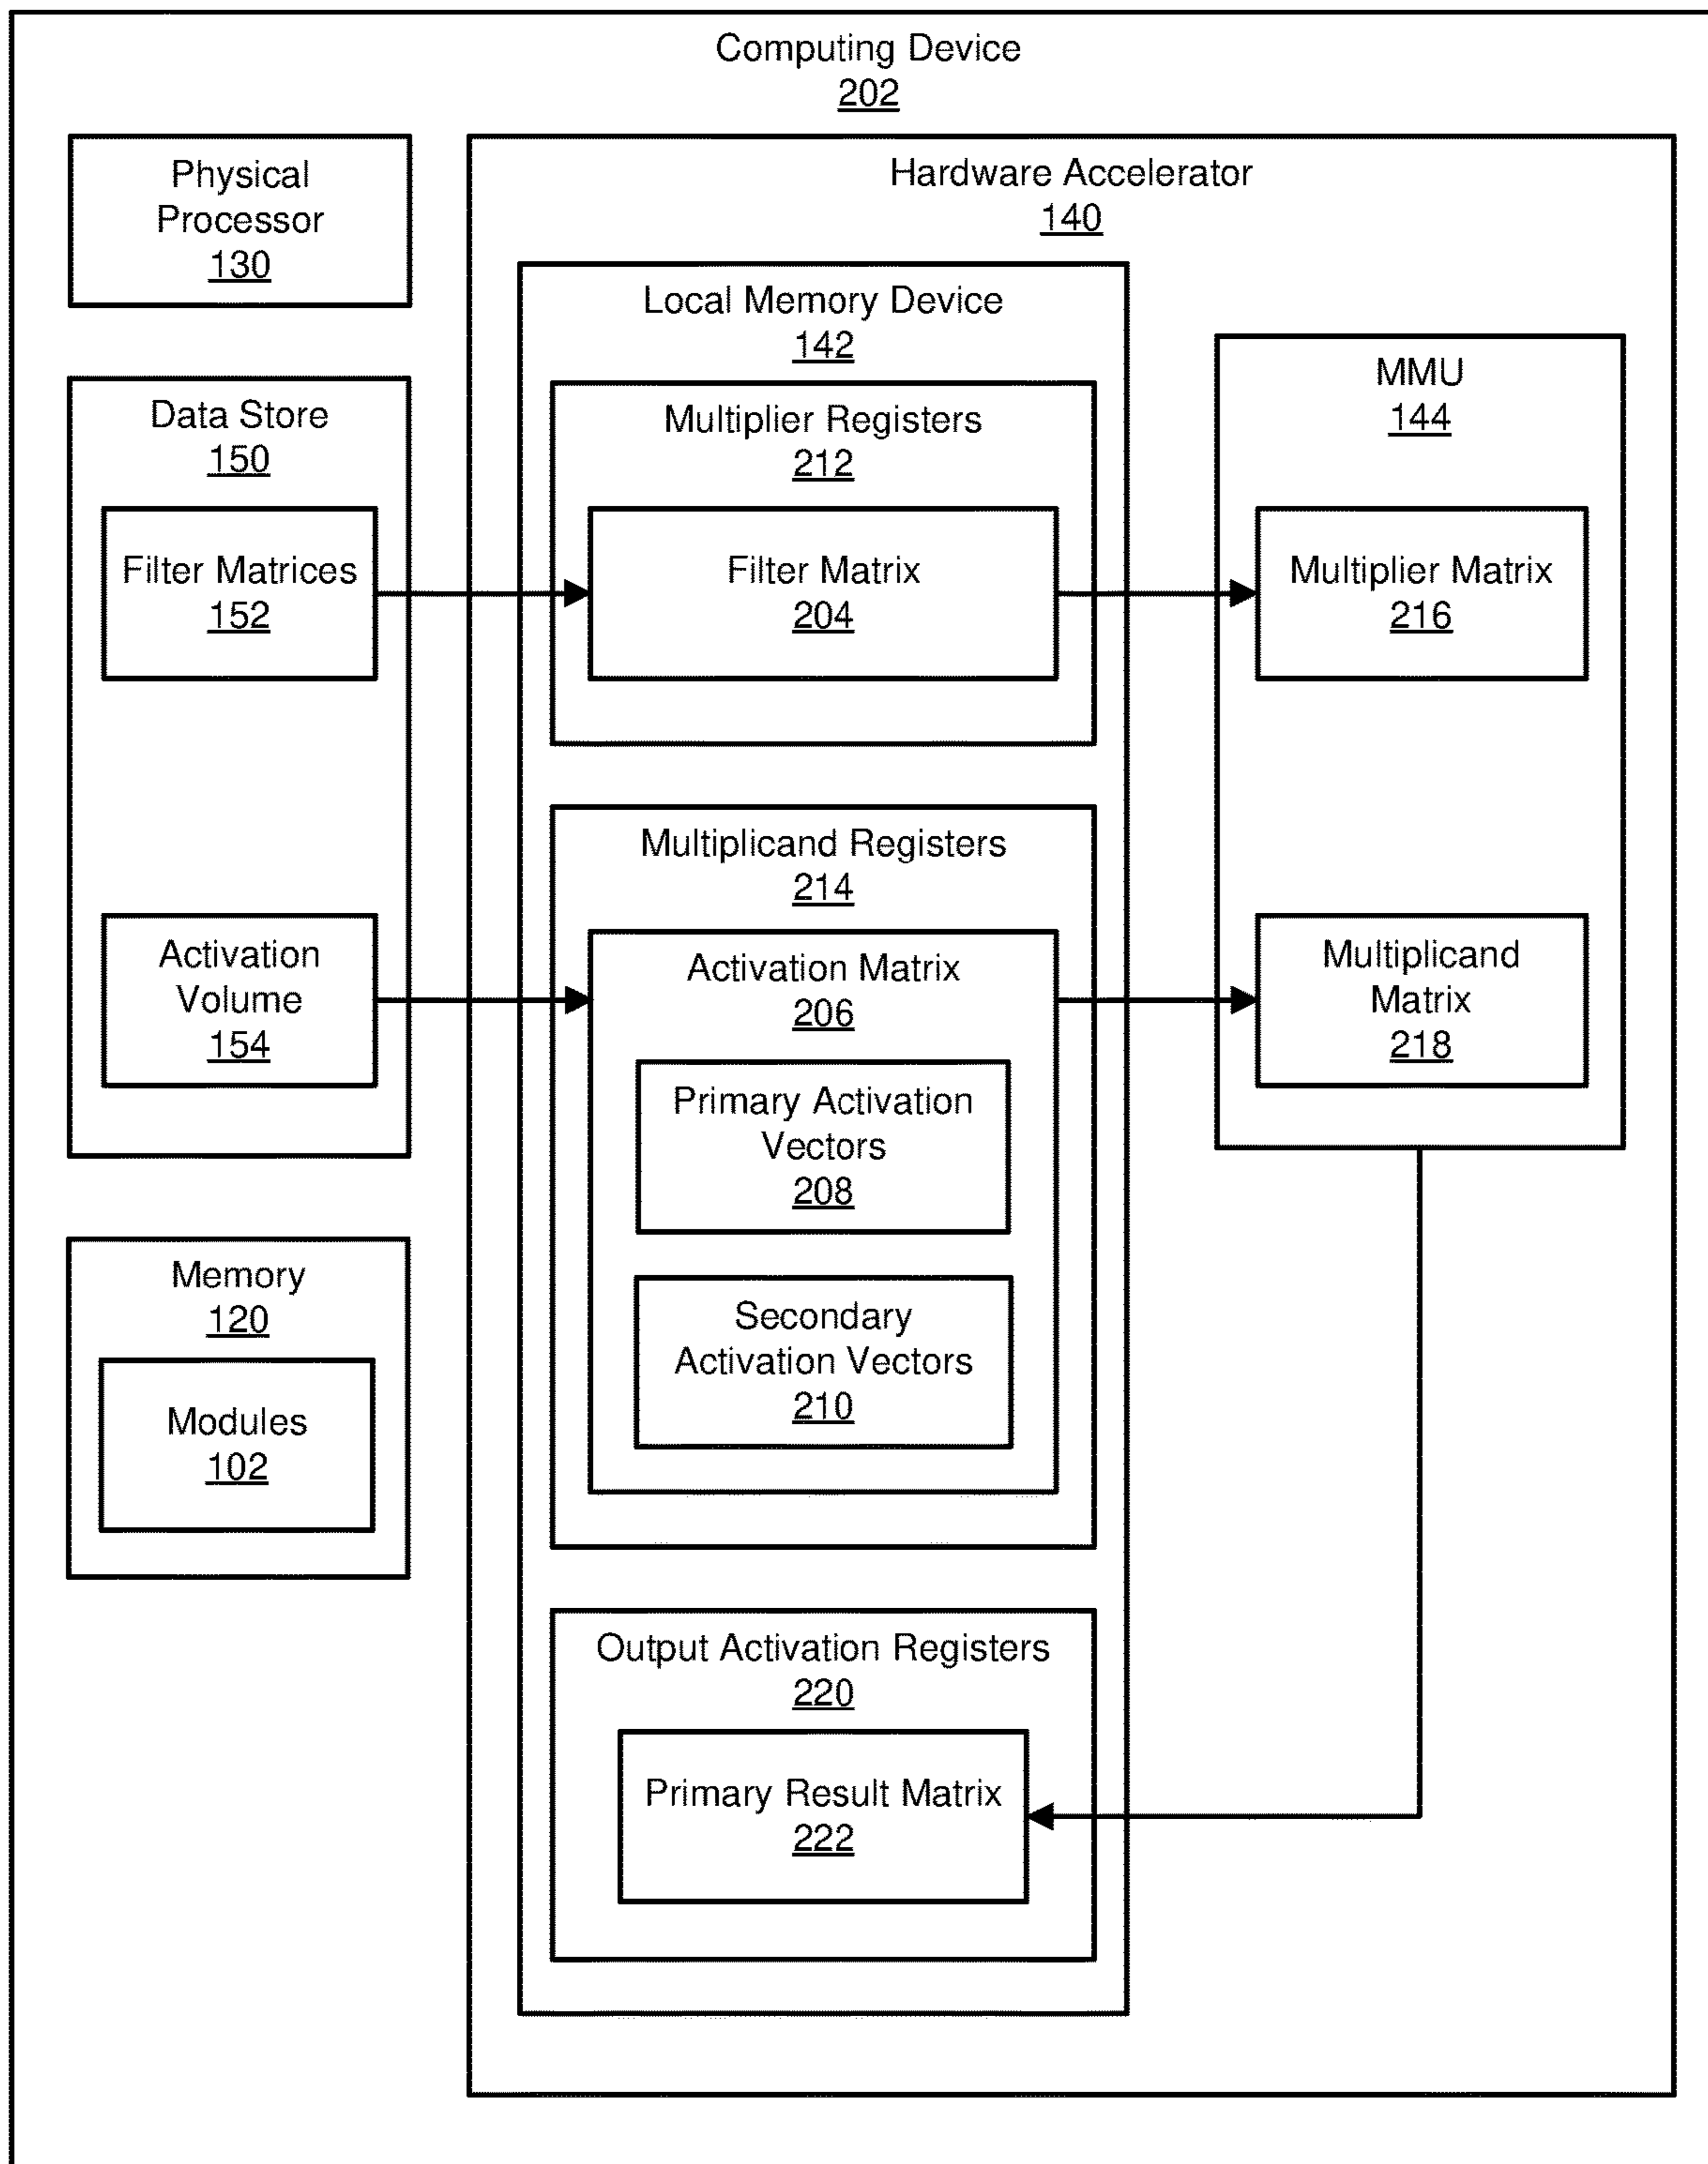 Computing Device
202
Physical
Processor
130
Data Store
150
Filter Matrices
152
Activation
Volume
154
Memory
120
Modules
102
Hardware Accelerator
140
Local Memory Device
142
Multiplier Registers
212
Filter Matrix
204
Multiplicand Registers
214
Activation Matrix
206
Primary Activation
Vectors
208
Secondary
Activation Vectors
210
Output Activation Registers
220
Primary Result Matrix
222
MMU
144
Multiplier Matrix
216
Multiplicand
Matrix
218